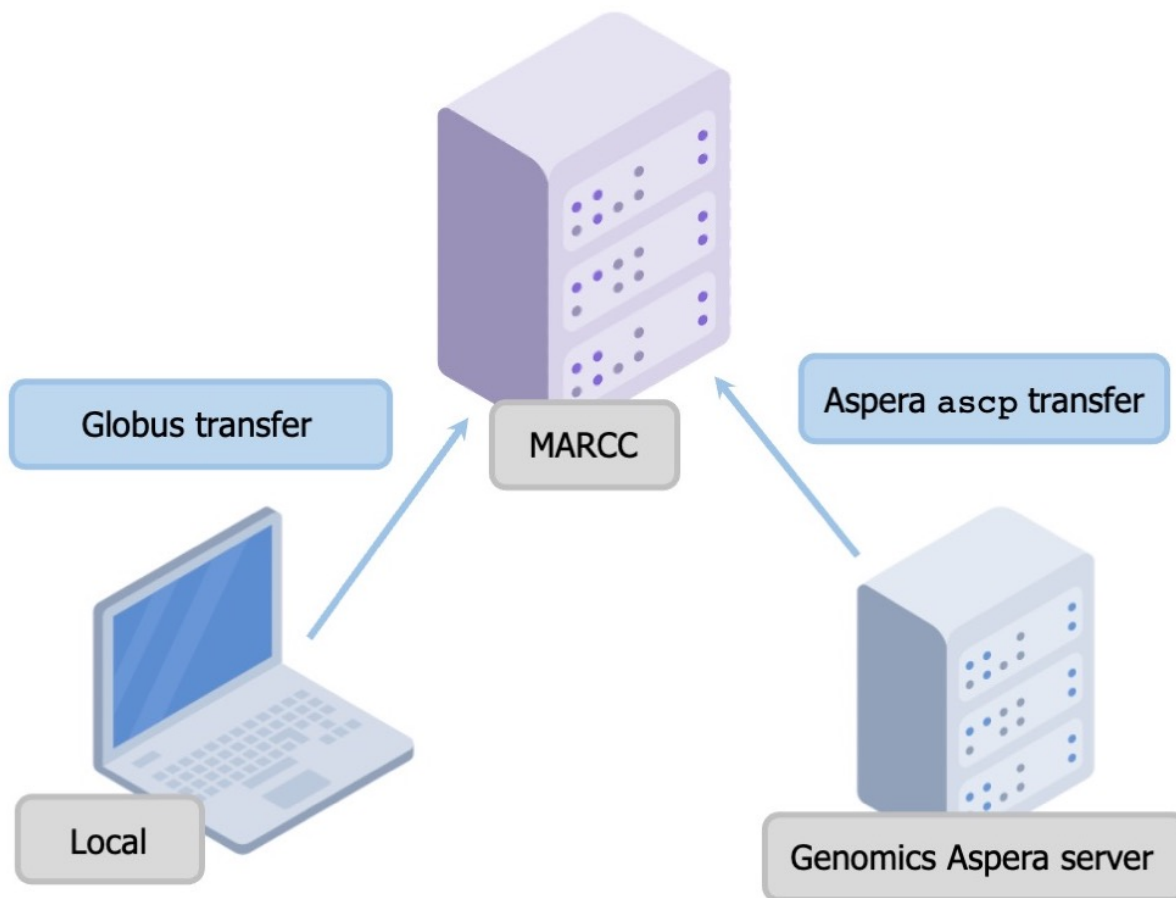 Globus transfer
Aspera ascp transfer
MARCC
Local
Genomics Aspera server